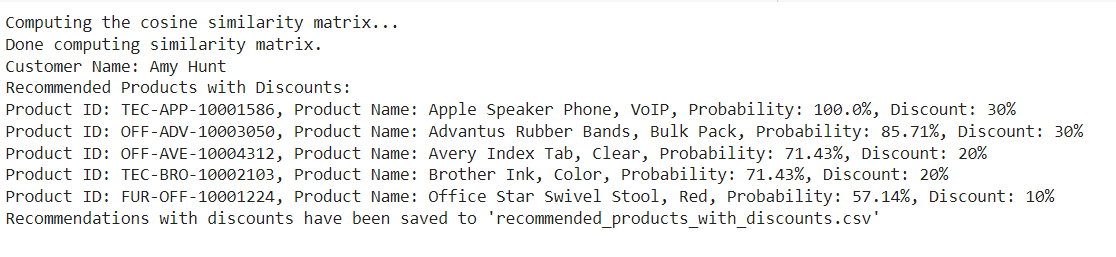 Computing the cosine similarity matrix...
Done computing similarity matrix.
Customer Name: Amy Hunt
Recommended Products with Discounts:
Product ID: TEC-APP-10001586, Product Name: Apple Speaker Phone, VoIP, Probability: 100.0%, Discount: 30%
Product ID: OFF-ADV-10003050, Product Name: Advantus Rubber Bands, Bulk Pack, Probability: 85.71%, Discount: 30%
Product ID: OFF-AVE-10004312, Product Name: Avery Index Tab, Clear, Probability: 71.43%, Discount: 20%
Product ID: TEC-BRO-10002103, Product Name: Brother Ink, Color, Probability: 71.43%, Discount: 20%
Product ID: FUR-OFF-10001224, Product Name: Office Star Swivel Stool, Red, Probability: 57.14%, Discount: 10%
Recommendations with discounts have been saved to 'recommended_products_with_discounts.csv'